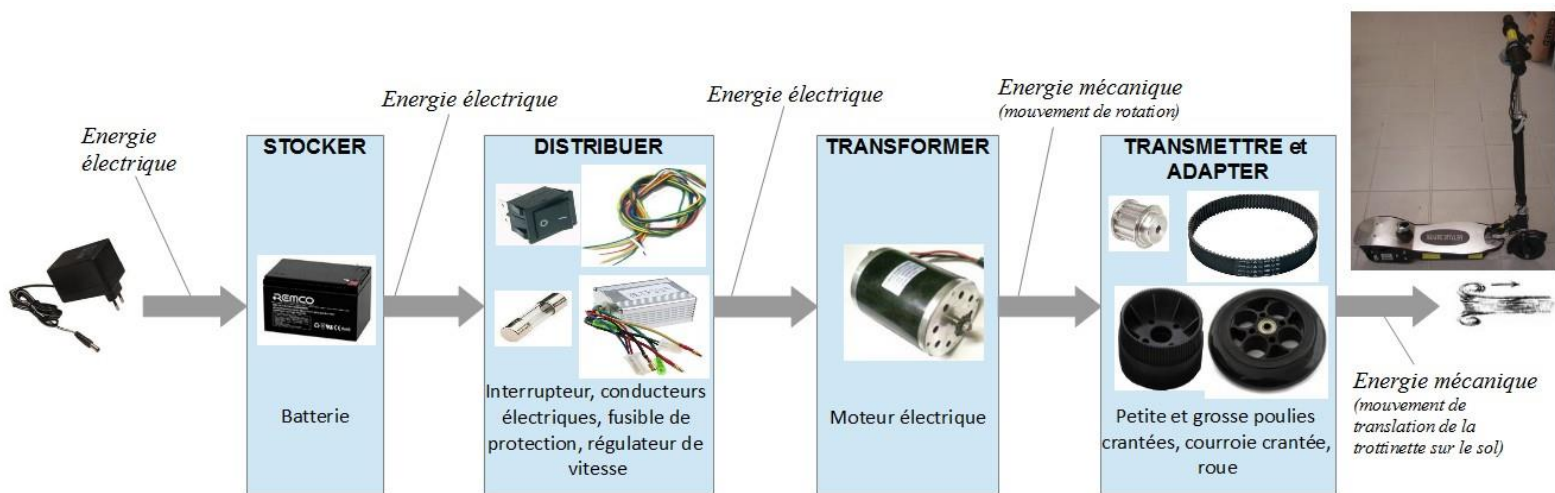 Energie
électrique
STOCKER
REMCO
Batterie
Energie électrique
DISTRIBUER
Interrupteur, conducteurs
électriques, fusible de
protection, régulateur de
vitesse
Energie électrique
TRANSFORMER
Moteur électrique
Energie mécanique
(mouvement de rotation)
TRANSMETTRE et
ADAPTER
Petite et grosse poulies
crantées, courroie crantée,
roue
Energie mécanique
(mouvement de
translation de la
trottinette sur le sol)